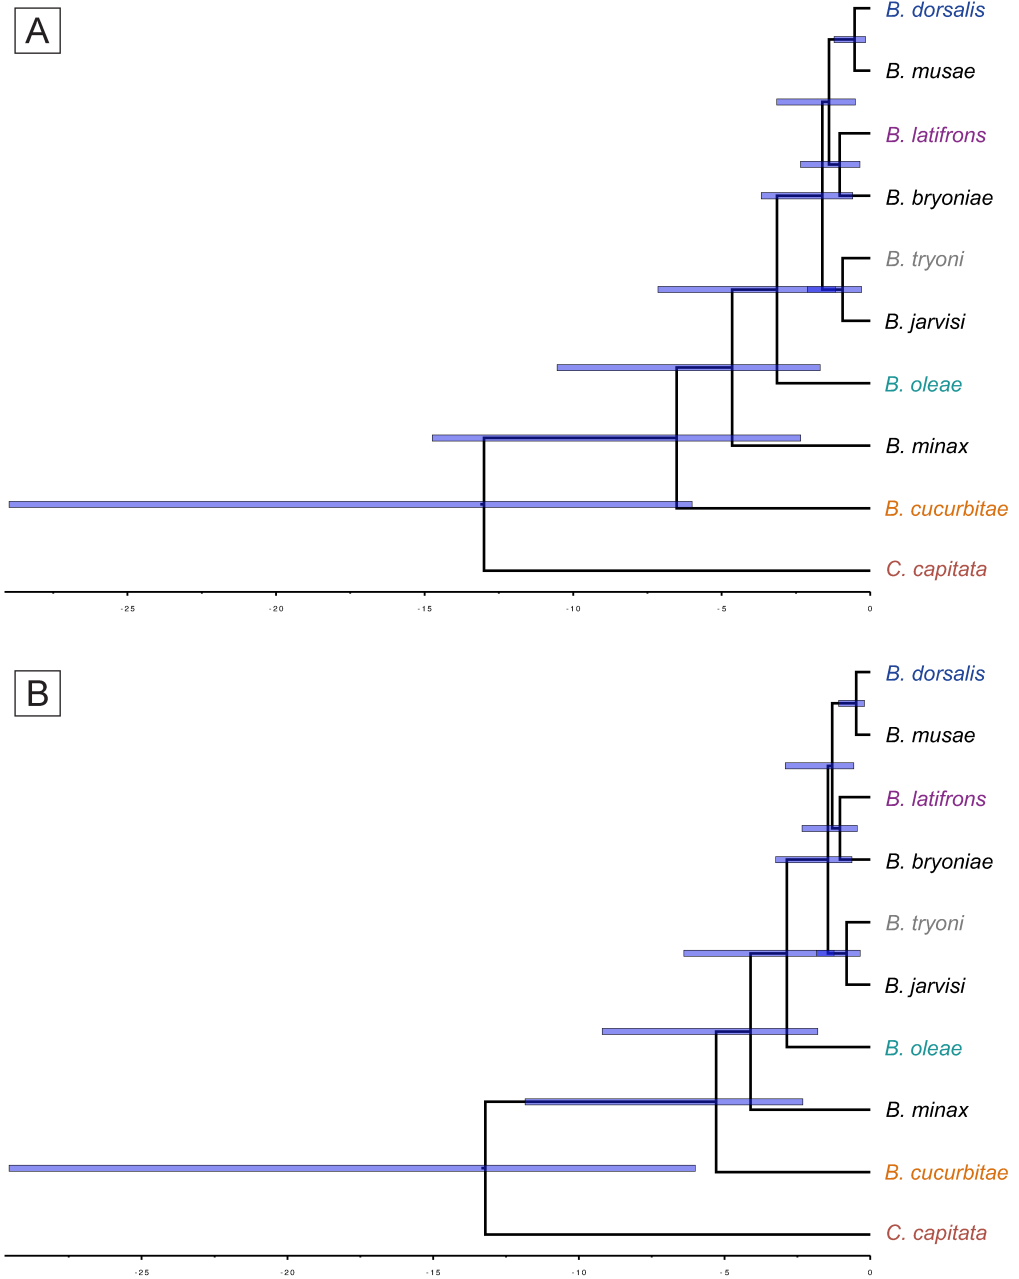 A
B. dorsalis
B. musae
B. latifrons
B. bryoniae
B. tryoni
B. jarvisi
B. oleae
B. minax
B. cucurbitae
C. capitata
-25 -20 -15 -10 -5 0
B
B. dorsalis
B. musae
B. latifrons
B. bryoniae
B. tryoni
B. jarvisi
B. oleae
B. minax
B. cucurbitae
C. capitata
-25 -20 -15 -10 -5 0